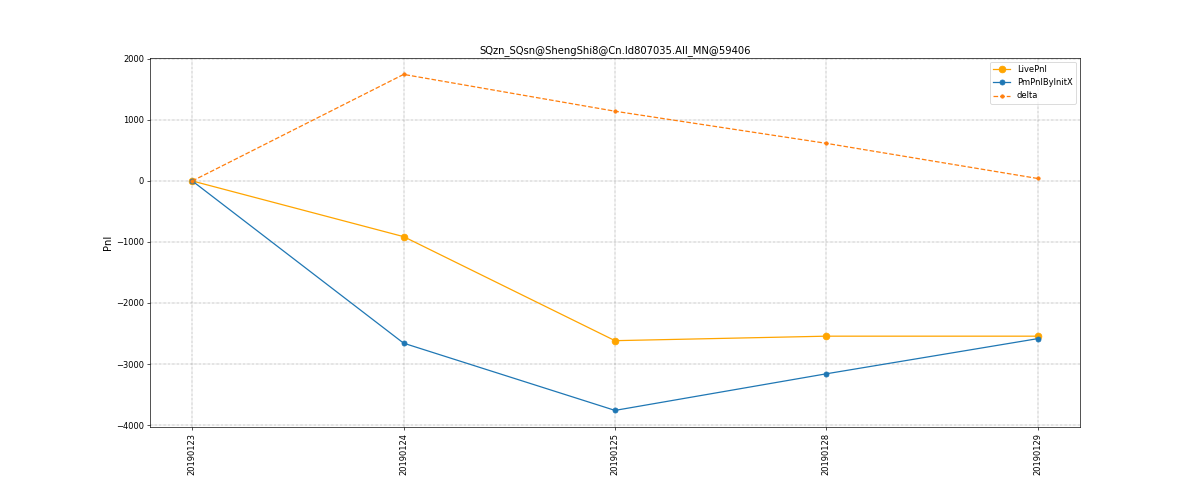 SQzn_SQsn@ShengShi8@Cn.Id807035.All_MN@59406
LivePnl
PmPnlByInitX
delta
2000
1000
0
−1000
−2000
−3000
−4000
Pnl
20190123
20190124
20190125
20190128
20190129